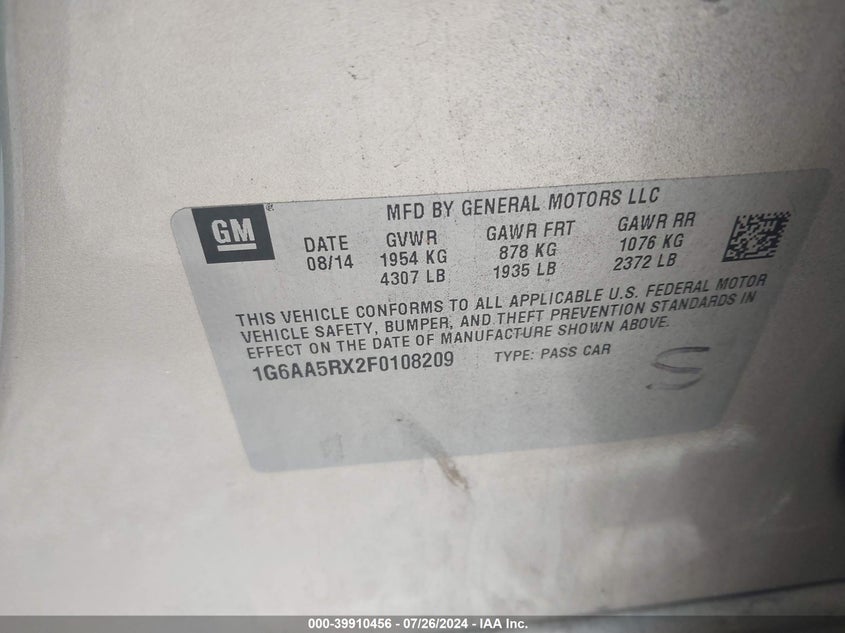 GM
MFD BY GENERAL MOTORS LLC
DATE GVWR GAWR FRT GAWR RR
08/14 1954 KG 878 KG 1076 KG
4307 LB 1935 LB 2372 LB
THIS VEHICLE CONFORMS TO ALL APPLICABLE U.S. FEDERAL MOTOR
VEHICLE SAFETY, BUMPER, AND THEFT PREVENTION STANDARDS IN
EFFECT ON THE DATE OF MANUFACTURE SHOWN ABOVE.
1G6AA5RX2F0108209 TYPE: PASS CAR
S
000-39910456 - 07/26/2024 - IAA Inc.